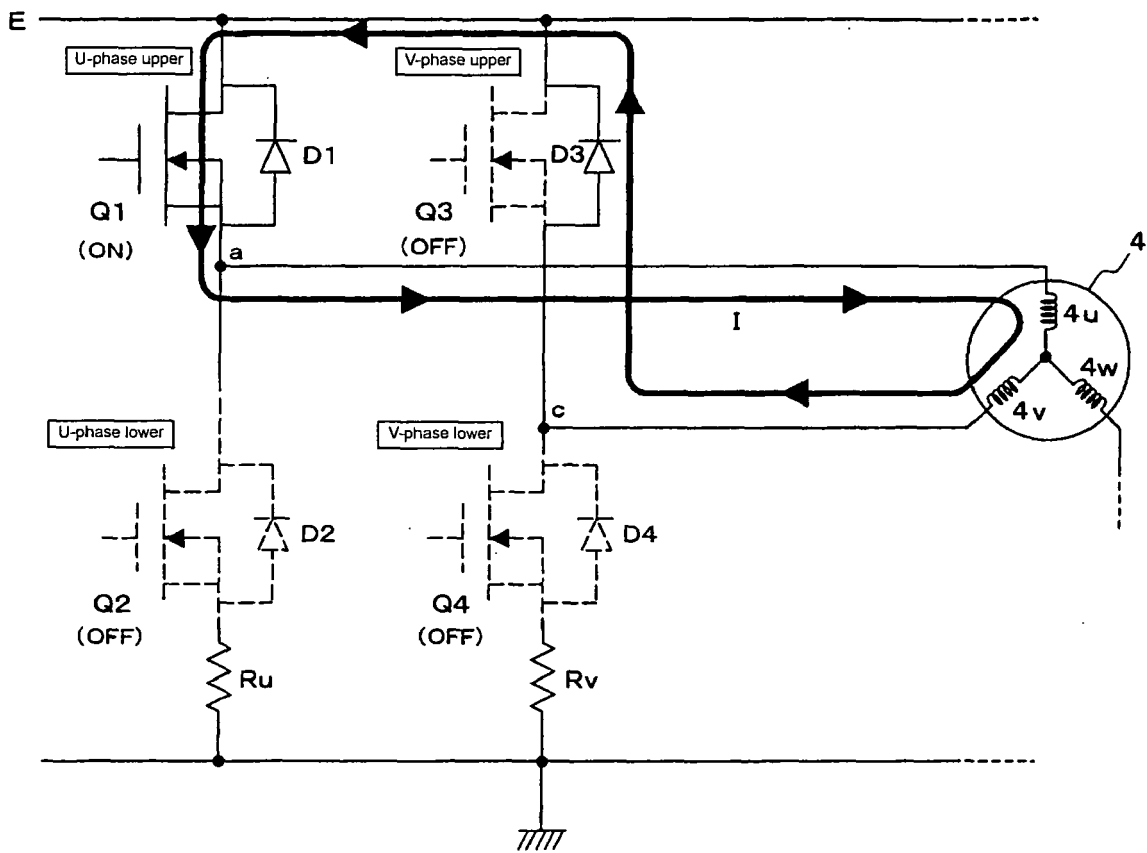 E
U-phase upper
V-phase upper
D1
D3
Q1
(ON)
Q3
(OFF)
a
4
I
4u
4w
4v
c
U-phase lower
V-phase lower
D2
D4
Q2
(OFF)
Q4
(OFF)
Ru
Rv